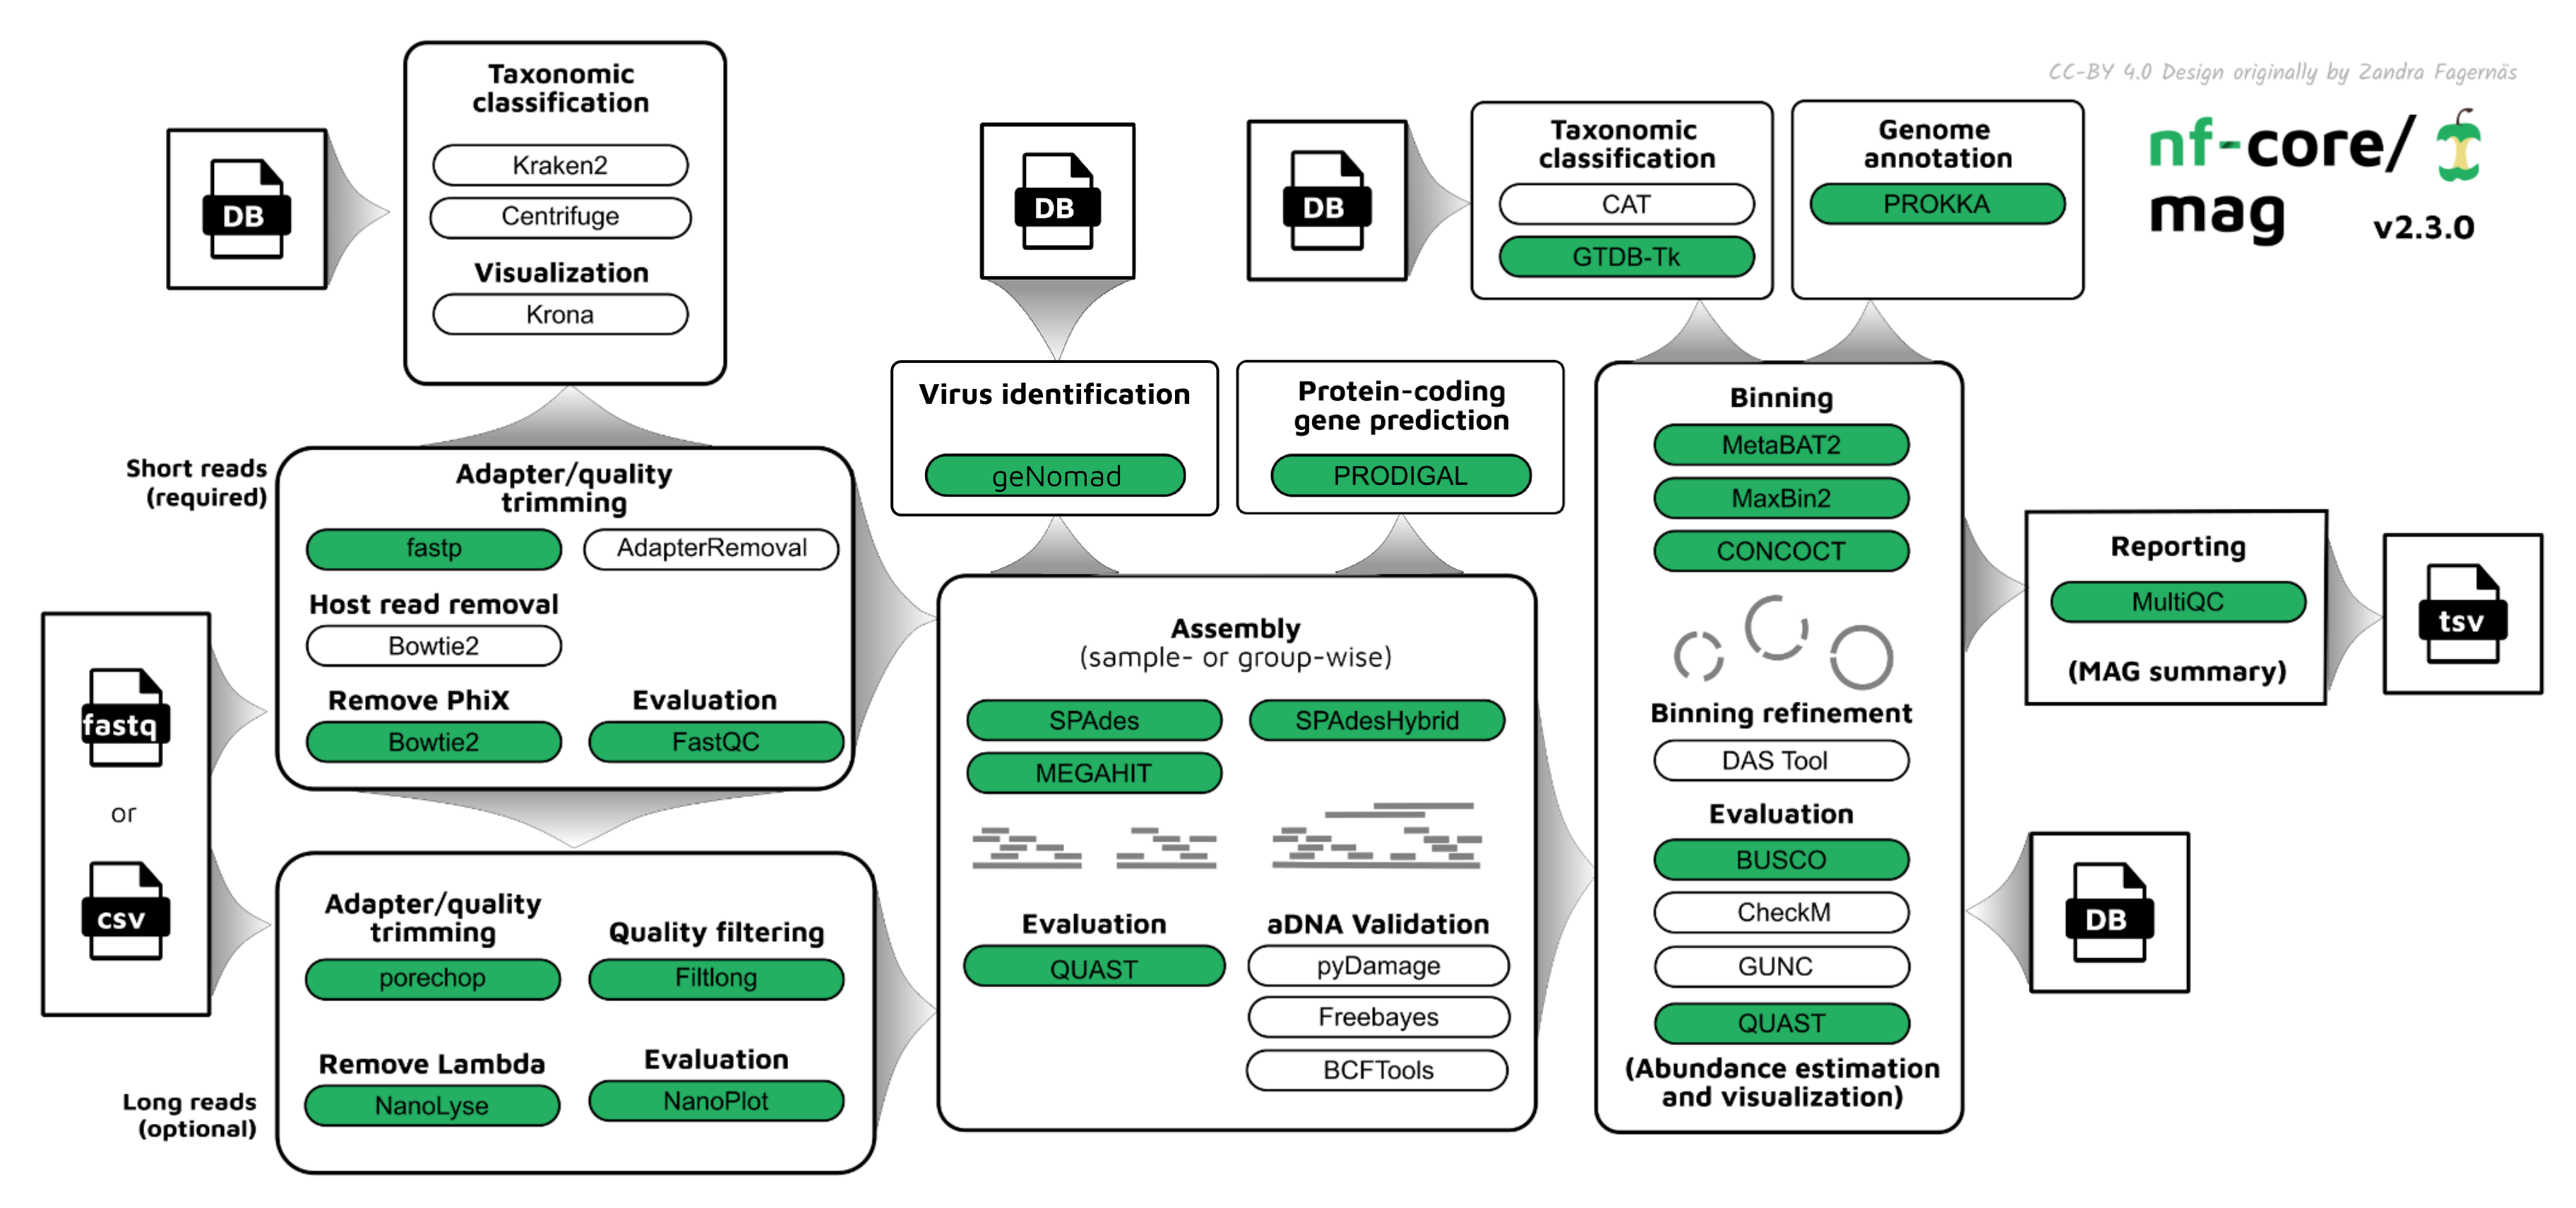 CC-BY 4.0 Design originally by Zandra Fagernäs
nf-core/
mag
v2.3.0
DB
Taxonomic
classification
Kraken2
Centrifuge
Visualization
Krona
DB
DB
Taxonomic
classification
CAT
GTDB-Tk
Genome
annotation
PROKKA
Short reads
(required)
Adapter/quality
trimming
fastp
AdapterRemoval
Host read removal
Bowtie2
Remove PhiX
Bowtie2
Evaluation
FastQC
fastq
or
csv
Long reads
(optional)
Adapter/quality
trimming
porechop
Quality filtering
Filtlong
Remove Lambda
NanoLyse
Evaluation
NanoPlot
Virus identification
geNomad
Protein-coding
gene prediction
PRODIGAL
Assembly
(sample- or group-wise)
SPAdes
SPAdesHybrid
MEGAHIT
Evaluation
QUAST
aDNA Validation
pyDamage
Freebayes
BCFTools
Binning
MetaBAT2
MaxBin2
CONCOCT
Binning refinement
DAS Tool
Evaluation
BUSCO
CheckM
GUNC
QUAST
(Abundance estimation
and visualization)
Reporting
MultiQC
(MAG summary)
tsv
DB